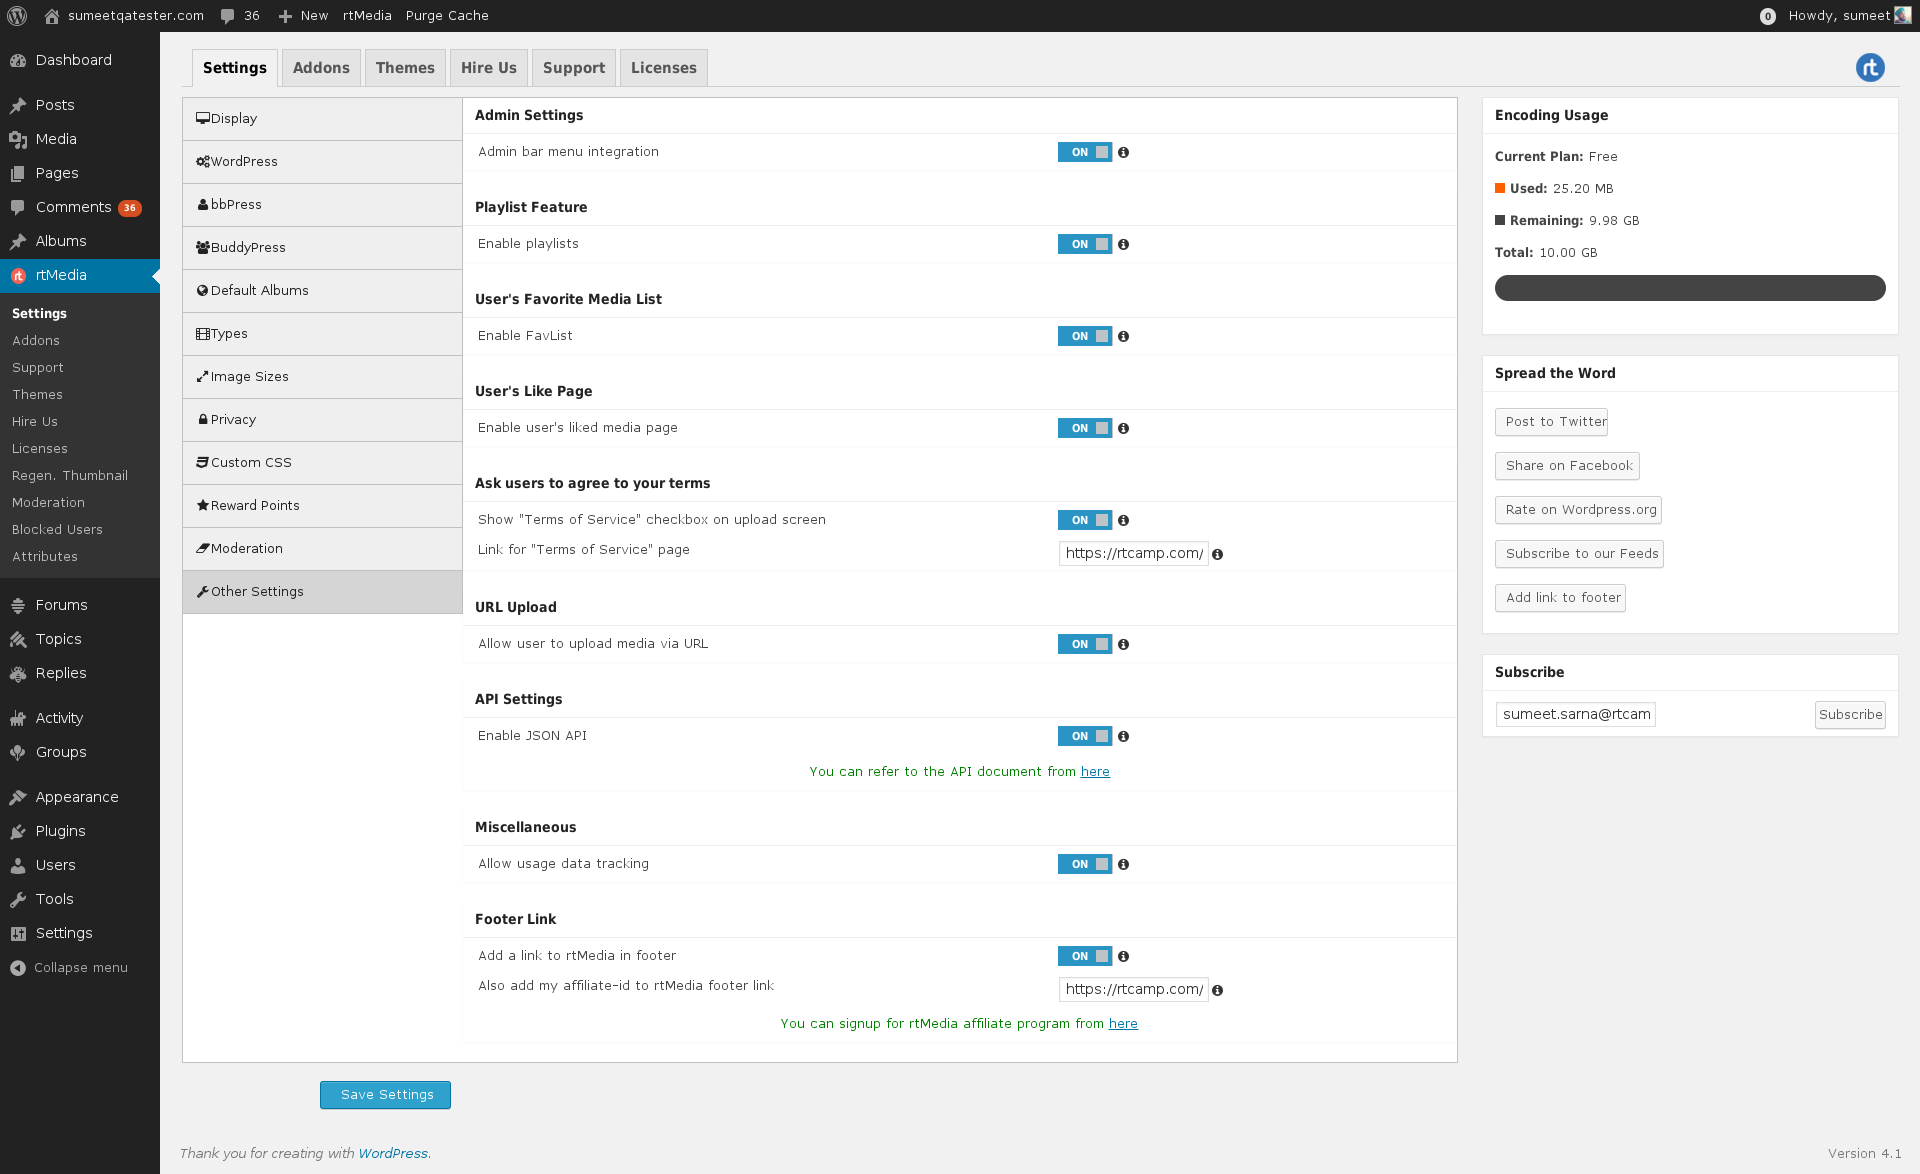 sumeetqatester.com
36
New
rtMedia
Purge Cache
0
Howdy, sumeet
Dashboard
Posts
Media
Pages
Comments 36
Albums
rtMedia
Settings
Addons
Support
Themes
Hire Us
Licenses
Regen. Thumbnail
Moderation
Blocked Users
Attributes
Forums
Topics
Replies
Activity
Groups
Appearance
Plugins
Users
Tools
Settings
Collapse menu
Settings
Addons
Themes
Hire Us
Support
Licenses
rt
Display
WordPress
bbPress
BuddyPress
Default Albums
Types
Image Sizes
Privacy
Custom CSS
Reward Points
Moderation
Other Settings
Admin Settings
Admin bar menu integration ON
Playlist Feature
Enable playlists ON
User's Favorite Media List
Enable FavList ON
User's Like Page
Enable user's liked media page ON
Ask users to agree to your terms
Show "Terms of Service" checkbox on upload screen ON
Link for "Terms of Service" page https://rtcamp.com/
URL Upload
Allow user to upload media via URL ON
API Settings
Enable JSON API ON
You can refer to the API document from here
Miscellaneous
Allow usage data tracking ON
Footer Link
Add a link to rtMedia in footer ON
Also add my affiliate-id to rtMedia footer link https://rtcamp.com/
You can signup for rtMedia affiliate program from here
Save Settings
Encoding Usage
Current Plan: Free
Used: 25.20 MB
Remaining: 9.98 GB
Total: 10.00 GB
Spread the Word
Post to Twitter
Share on Facebook
Rate on Wordpress.org
Subscribe to our Feeds
Add link to footer
Subscribe
sumeet.sarna@rtcam
Subscribe
Thank you for creating with WordPress.
Version 4.1